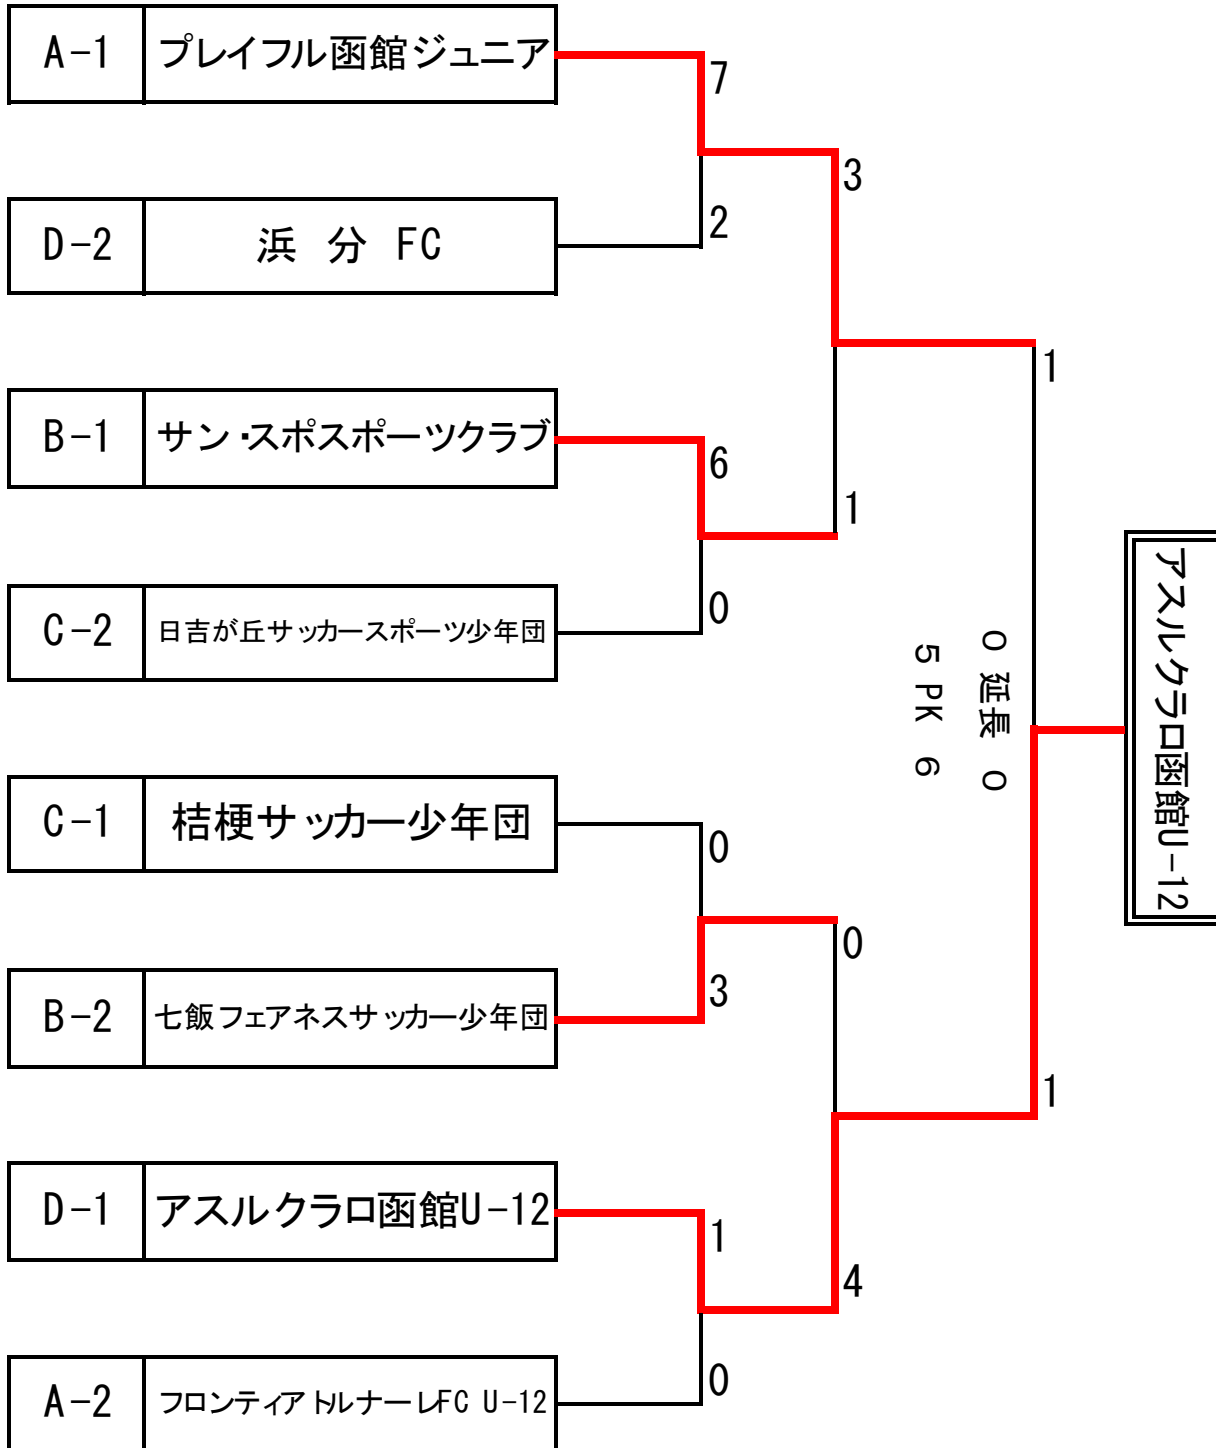 A-1 プレイフル函館ジュニア
7
3
D-2 浜 分 FC
2
1
B-1 サン・スポスポーツクラブ
6
1
C-2 日吉が丘サッカースポーツ少年団
0
0 延長 0
5 PK 6
アスルクラロ函館U-12
C-1 桔梗サッカー少年団
0
0
B-2 七飯フェアネスサッカー少年団
3
1
D-1 アスルクラロ函館U-12
1
4
A-2 フロンティアトルナーレFC U-12
0